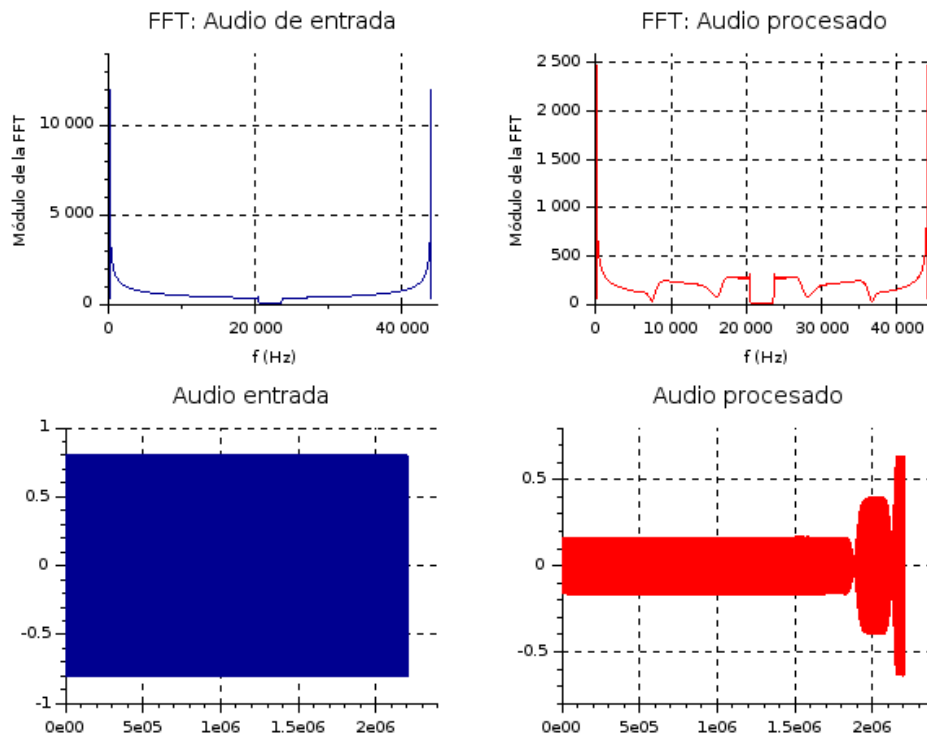 FFT: Audio de entrada
Módulo de la FFT
10 000
5 000
0
0
20 000
40 000
f (Hz)
FFT: Audio procesado
Módulo de la FFT
2 500
2 000
1 500
1 000
500
0
0
10 000
20 000
30 000
40 000
f (Hz)
Audio entrada
1
0.5
0
-0.5
-1
0e00
5e05
1e06
1.5e06
2e06
Audio procesado
0.5
0
-0.5
0e00
5e05
1e06
1.5e06
2e06